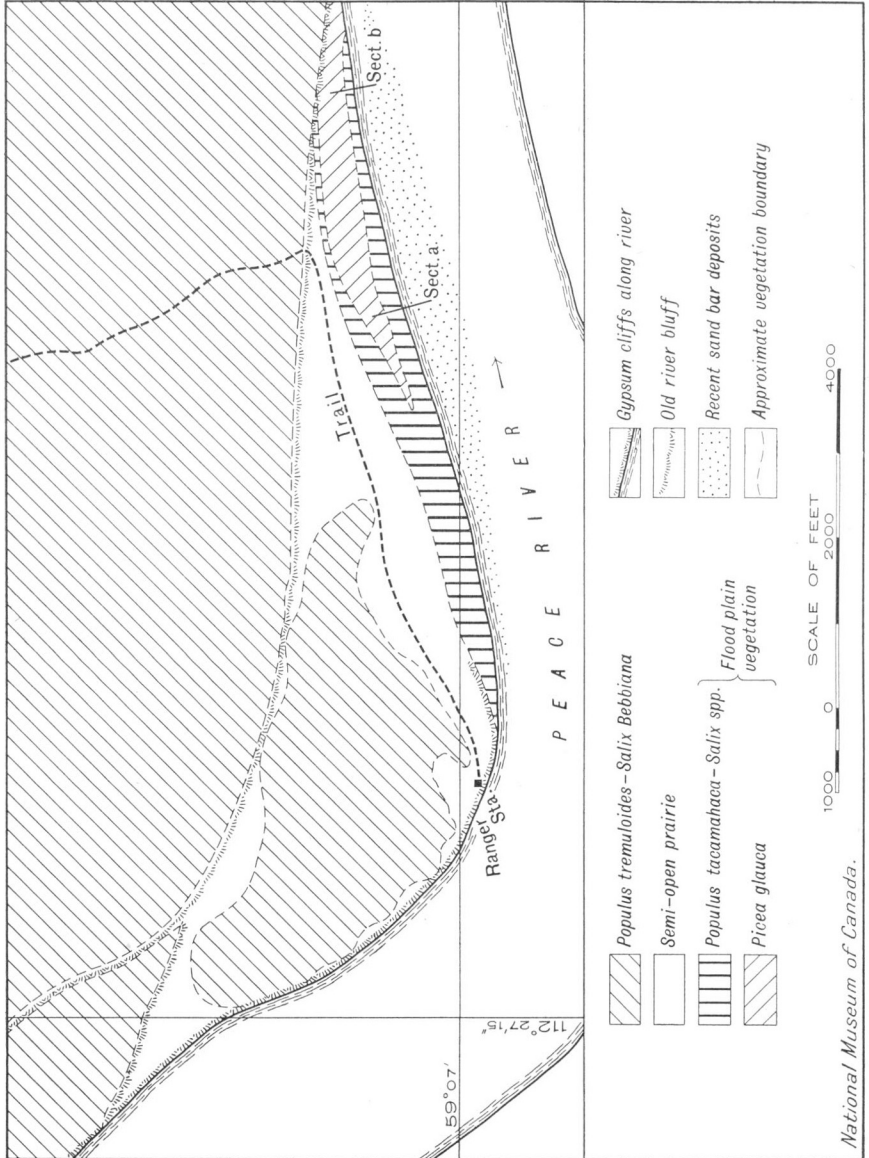 Sect. b
Sect. a
Trail
Ranger
Sta.
PEACE RIVER
59°07′
112°27′15″
Populus tremuloides – Salix Bebbiana
Semi-open prairie
Populus tacamahaca – Salix spp.
Picea glauca
Flood plain
vegetation
Gypsum cliffs along river
Old river bluff
Recent sand bar deposits
Approximate vegetation boundary
SCALE OF FEET
1000 0 2000 4000
National Museum of Canada.